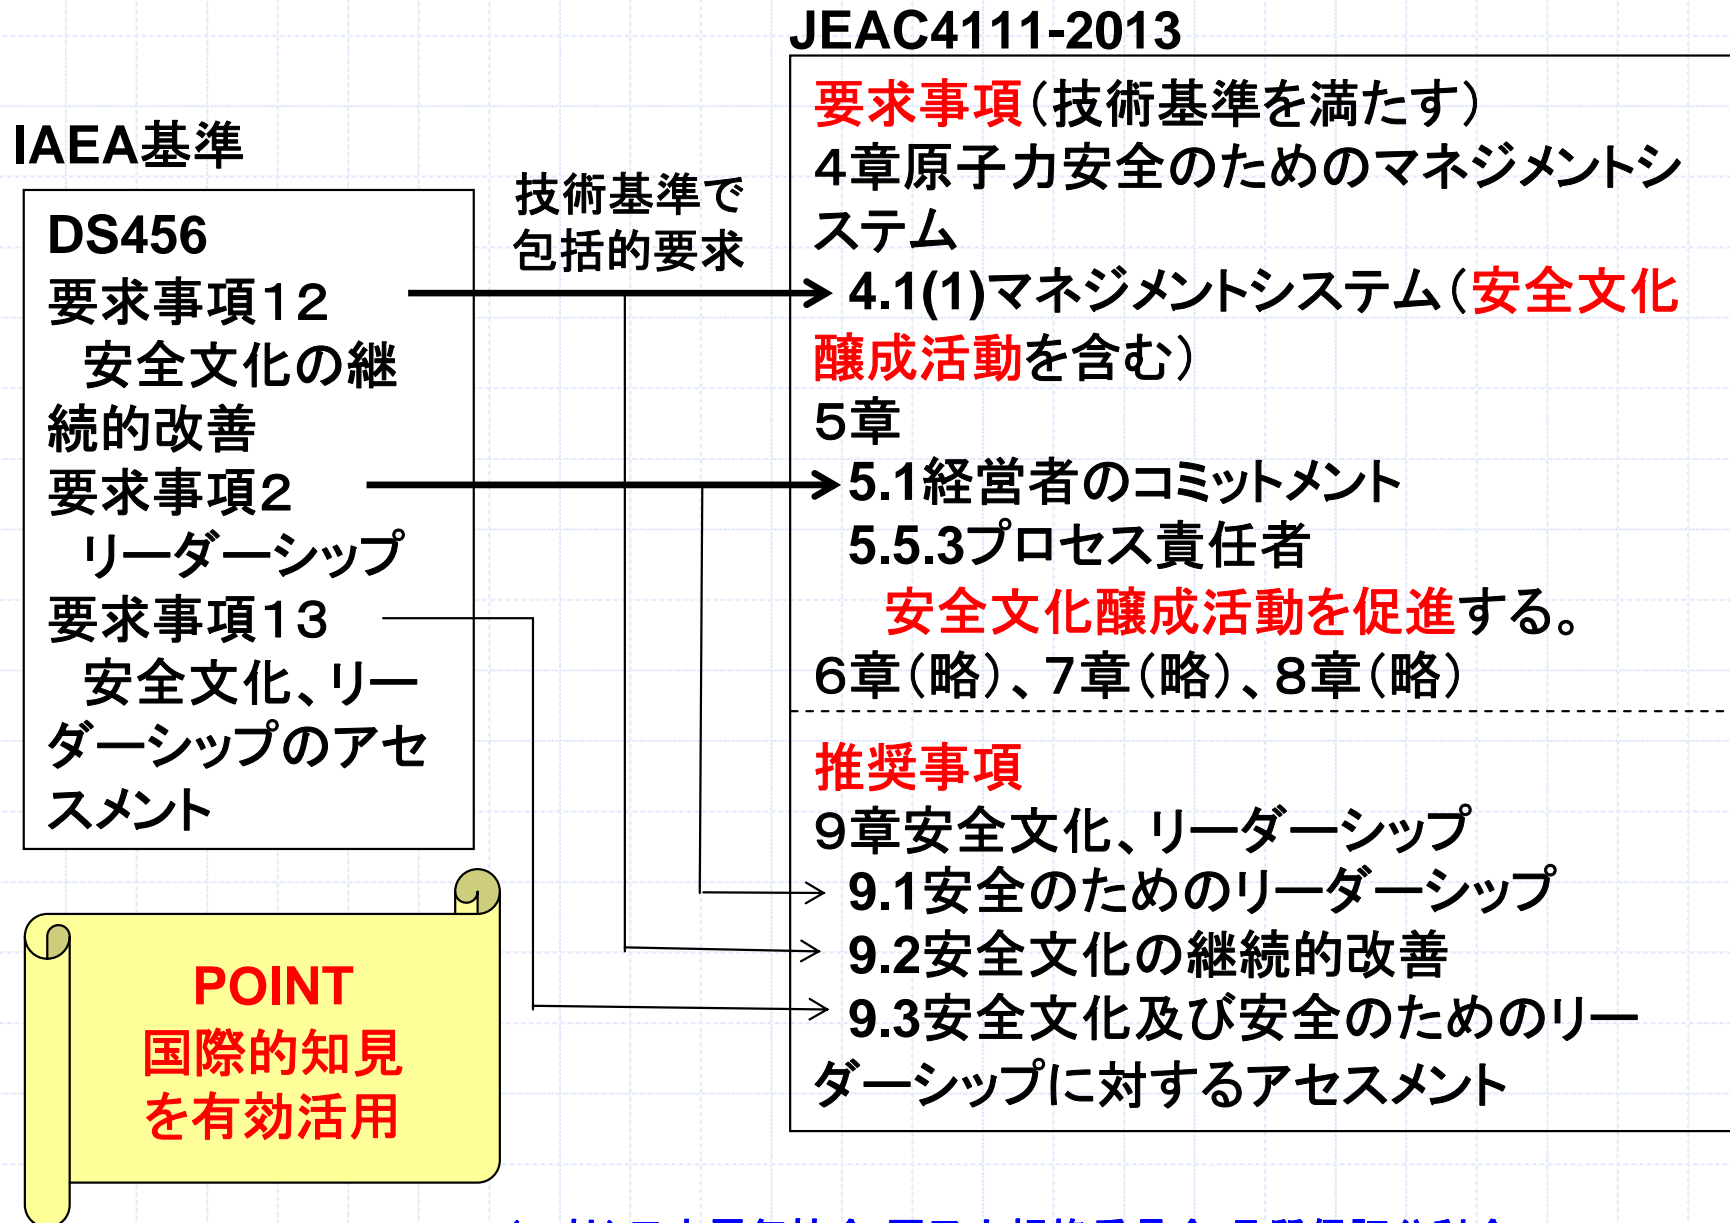 JEAC4111-2013
IAEA基準
DS456
要求事項12
安全文化の継
続的改善
要求事項2
リーダーシップ
要求事項13
安全文化、リー
ダーシップのアセ
スメント
技術基準で
包括的要求
要求事項(技術基準を満たす)
4章原子力安全のためのマネジメントシ
ステム
4.1(1)マネジメントシステム(安全文化
醸成活動を含む)
5章
5.1経営者のコミットメント
5.5.3プロセス責任者
安全文化醸成活動を促進する。
6章(略)、7章(略)、8章(略)
推奨事項
9章安全文化、リーダーシップ
9.1安全のためのリーダーシップ
9.2安全文化の継続的改善
9.3安全文化及び安全のためのリー
ダーシップに対するアセスメント
POINT
国際的知見
を有効活用